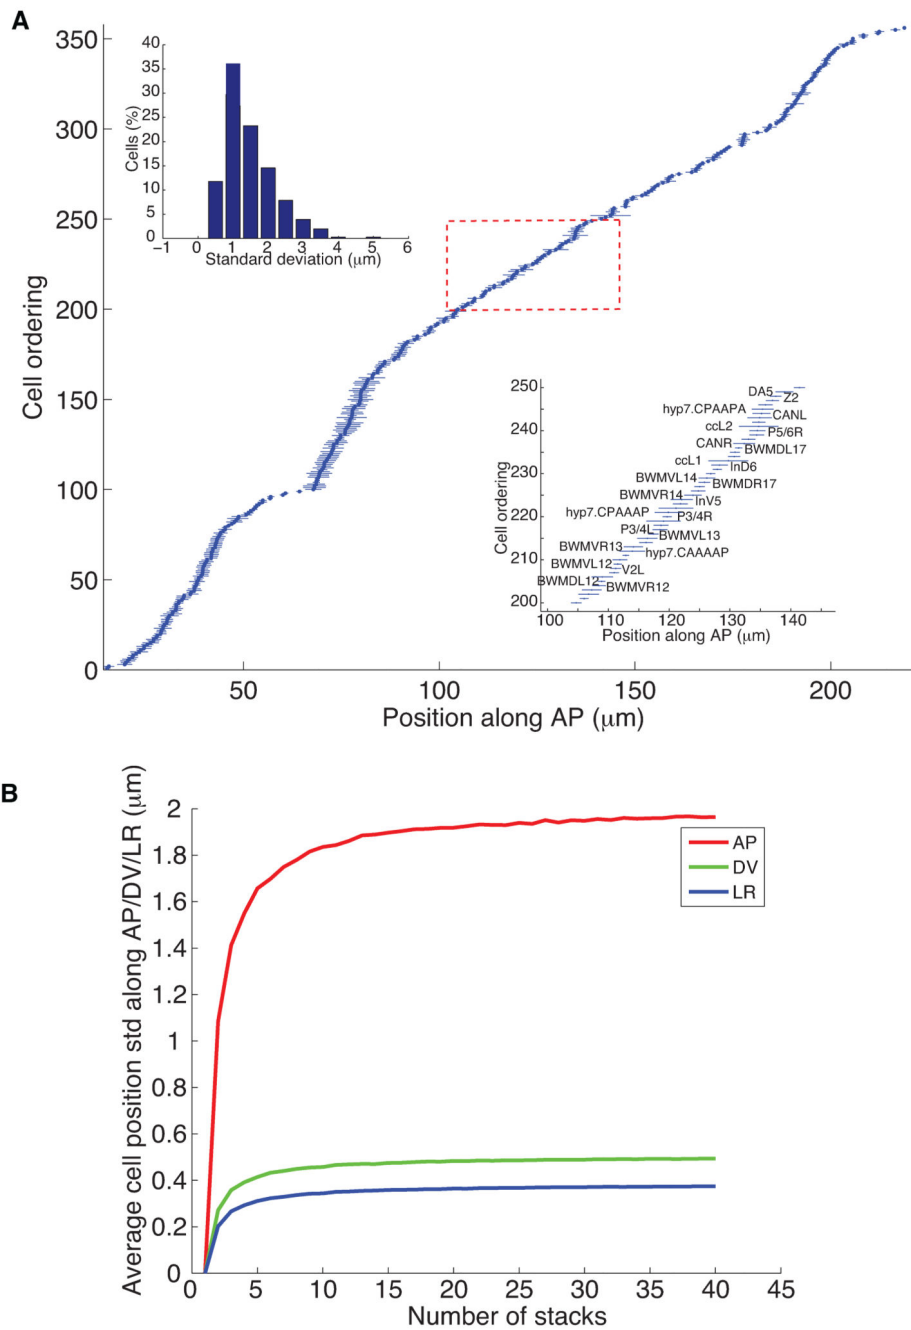 A
350
300
250
200
150
100
50
0
Cell ordering
50 100 150 200
Position along AP (μm)
40
35
30
25
20
15
10
5
0
Cells (%)
−1 0 1 2 3 4 5 6
Standard deviation (μm)
250
240
230
220
210
200
Cell ordering
DA5
Z2
hyp7.CPAAPA
CANL
ccL2
P5/6R
CANR
BWMDL17
ccL1
InD6
BWMVL14
BWMDR17
BWMVR14
InV5
hyp7.CPAAAP
P3/4R
P3/4L
BWMVL13
BWMVR13
hyp7.CAAAAP
BWMVL12
V2L
BWMDL12
BWMVR12
100 110 120 130 140
Position along AP (μm)
B
2
1.8
1.6
1.4
1.2
1
0.8
0.6
0.4
0.2
0
Average cell position std along AP/DV/LR (μm)
AP
DV
LR
0 5 10 15 20 25 30 35 40 45
Number of stacks